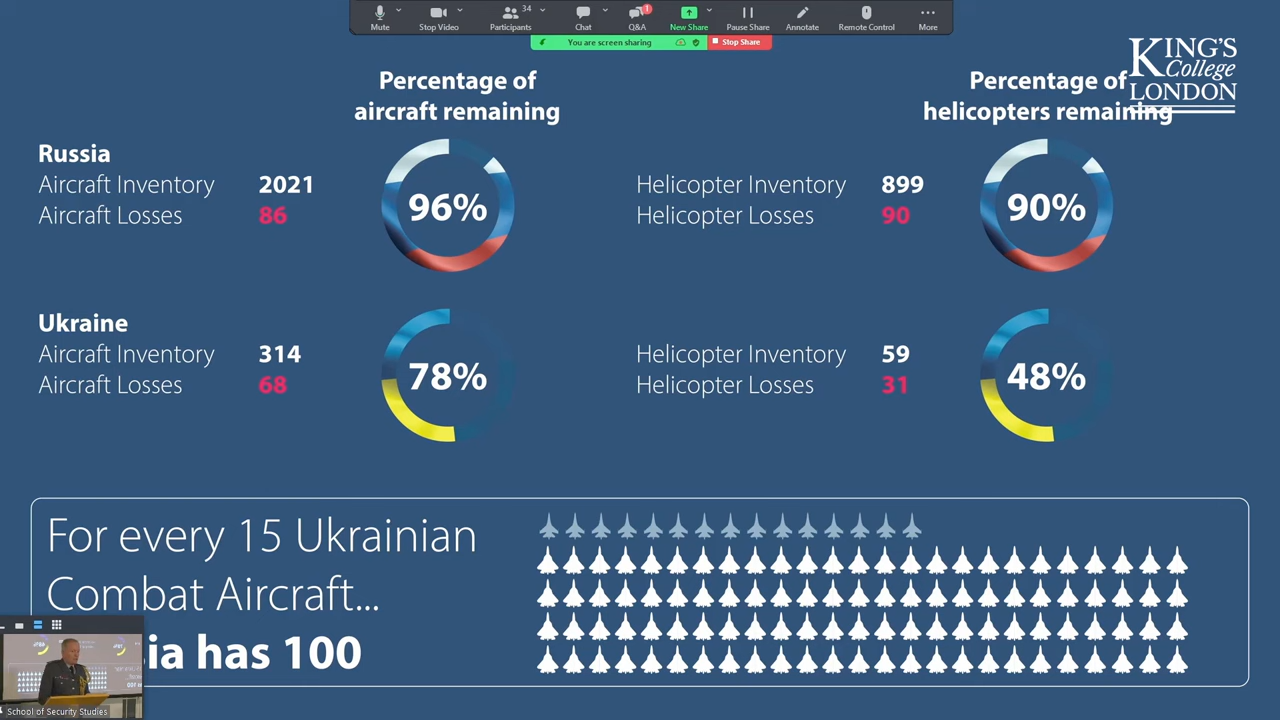 34
1
Mute
Stop Video
Participants
Chat
Q&A
New Share
Pause Share
Annotate
Remote Control
More
You are screen sharing
Stop Share
KING'S
College
LONDON
Percentage of
aircraft remaining
Percentage of
helicopters remaining
Russia
Aircraft Inventory 2021
Aircraft Losses 86
96%
Helicopter Inventory 899
Helicopter Losses 90
90%
Ukraine
Aircraft Inventory 314
Aircraft Losses 68
78%
Helicopter Inventory 59
Helicopter Losses 31
48%
For every 15 Ukrainian
Combat Aircraft...
sia has 100
School of Security Studies